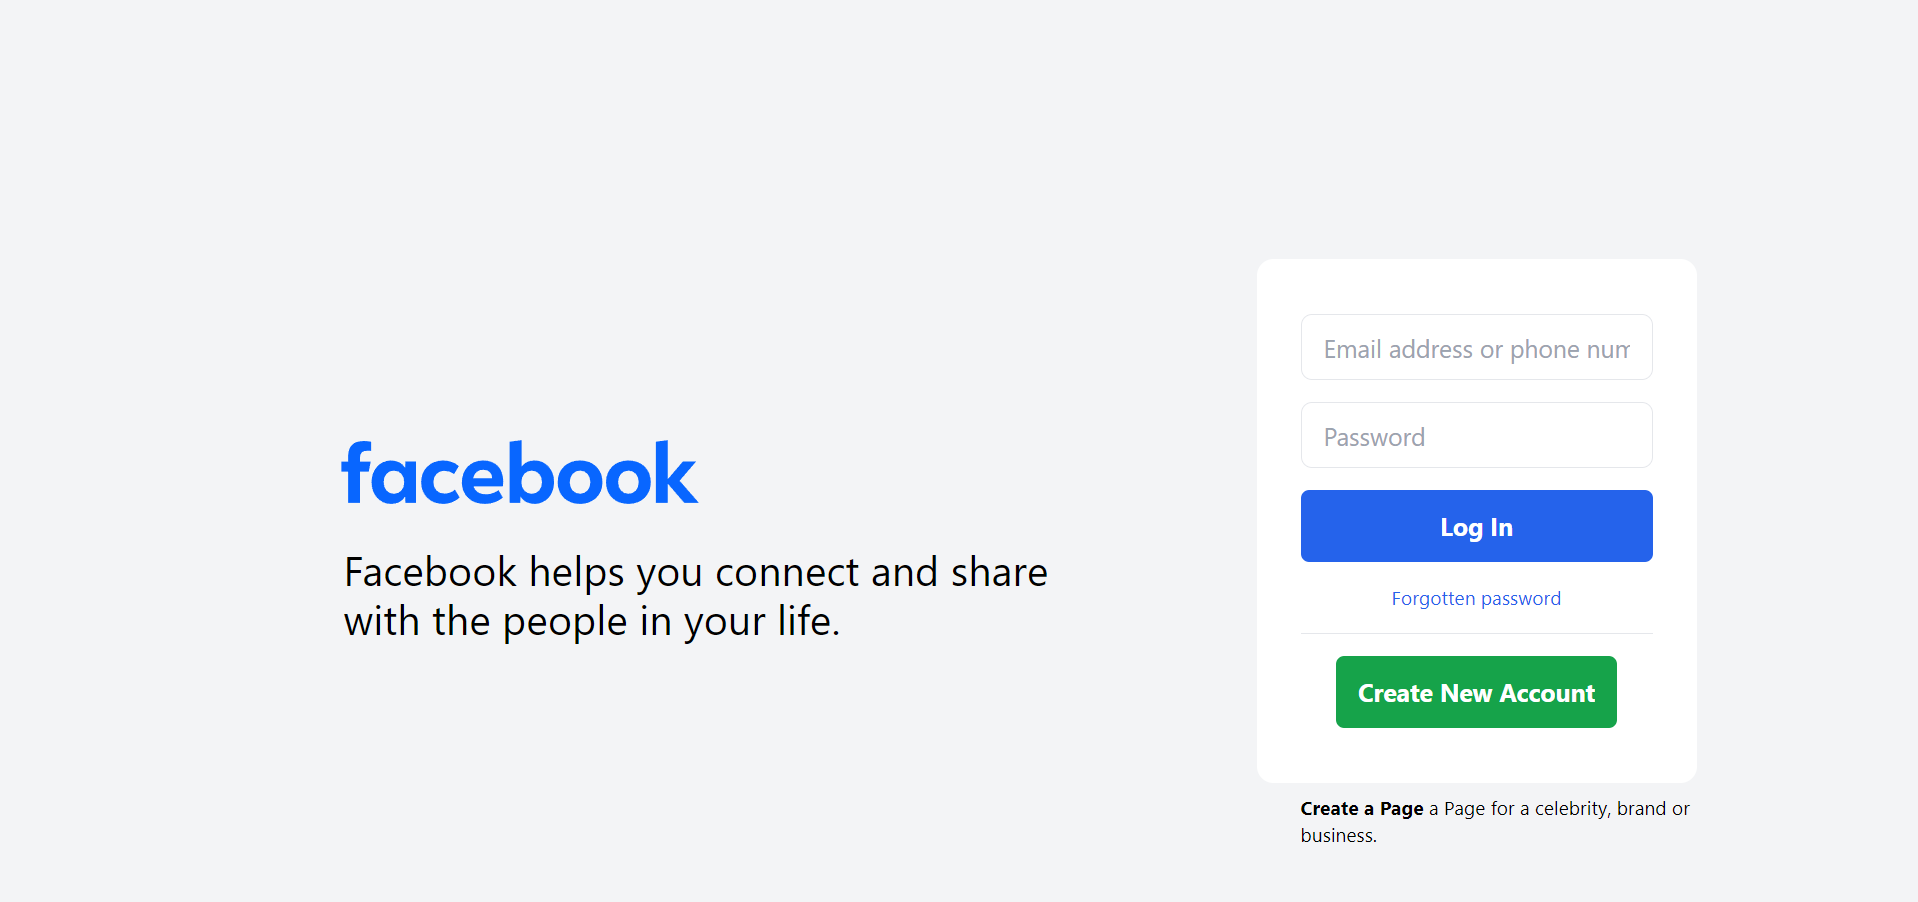 facebook
Facebook helps you connect and share
with the people in your life.
Email address or phone num
Password
Log In
Forgotten password
Create New Account
Create a Page a Page for a celebrity, brand or
business.